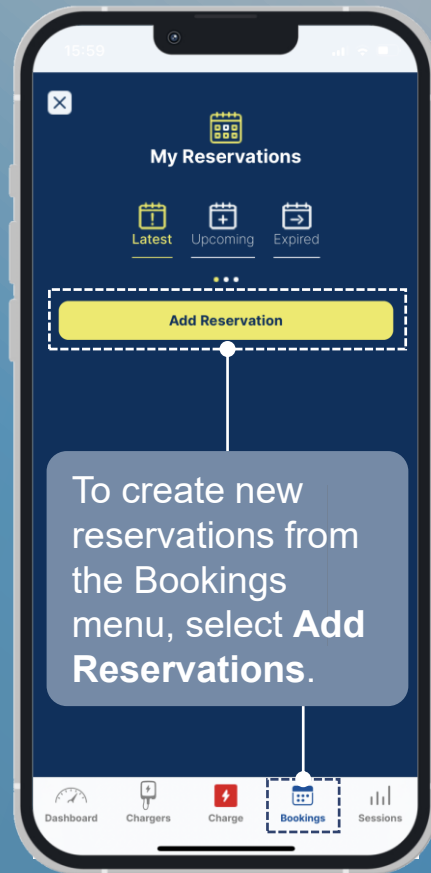 15:59
My Reservations
Latest Upcoming Expired
Add Reservation
To create new
reservations from
the Bookings
menu, select Add
Reservations.
Dashboard Chargers Charge Bookings Sessions